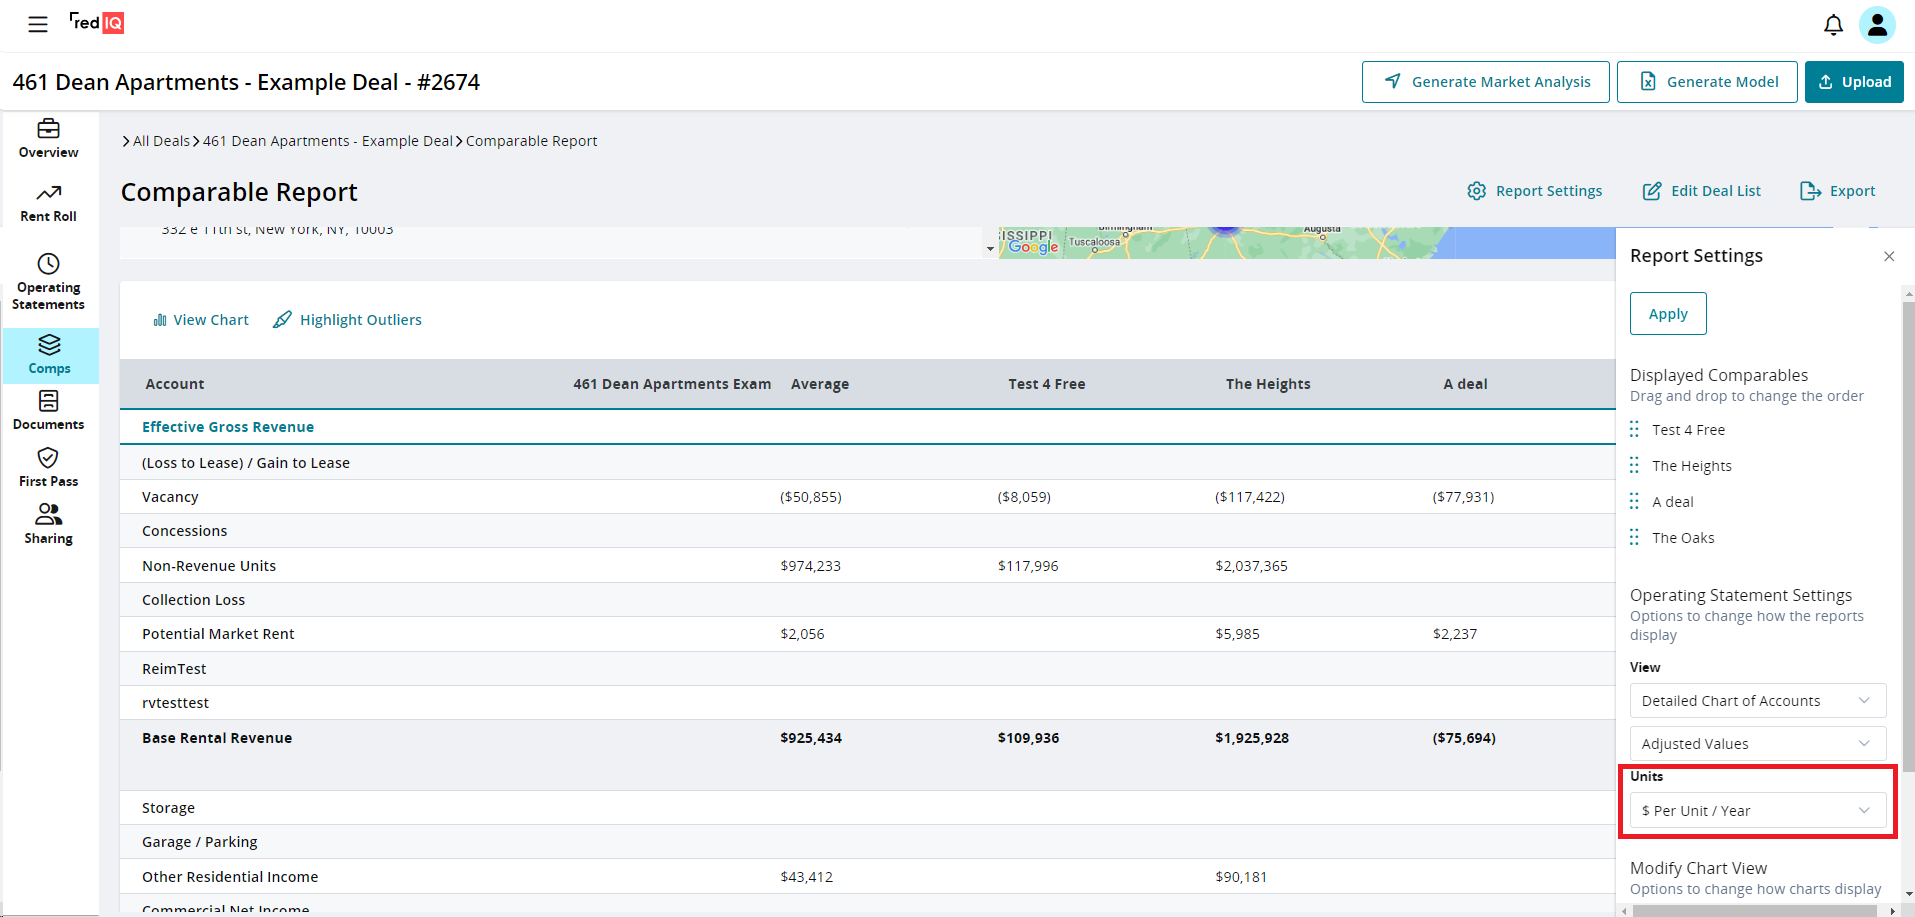 red IQ
461 Dean Apartments - Example Deal - #2674
Generate Market Analysis
Generate Model
Upload
Overview
Rent Roll
Operating
Statements
Comps
Documents
First Pass
Sharing
All Deals
461 Dean Apartments - Example Deal
Comparable Report
Comparable Report
Report Settings
Edit Deal List
Export
332 e 11th st, New York, NY, 10003
ISSISSIPPI
Birmingham
Tuscaloosa
Augusta
Google
View Chart
Highlight Outliers
Account 461 Dean Apartments Exam Average Test 4 Free The Heights A deal
Effective Gross Revenue
(Loss to Lease) / Gain to Lease
Vacancy ($50,855) ($8,059) ($117,422) ($77,931)
Concessions
Non-Revenue Units $974,233 $117,996 $2,037,365
Collection Loss
Potential Market Rent $2,056 $5,985 $2,237
ReimTest
rvtesttest
Base Rental Revenue $925,434 $109,936 $1,925,928 ($75,694)
Storage
Garage / Parking
Other Residential Income $43,412 $90,181
Commercial Net Income
Report Settings
Apply
Displayed Comparables
Drag and drop to change the order
Test 4 Free
The Heights
A deal
The Oaks
Operating Statement Settings
Options to change how the reports
display
View
Detailed Chart of Accounts
Adjusted Values
Units
$ Per Unit / Year
Modify Chart View
Options to change how charts display